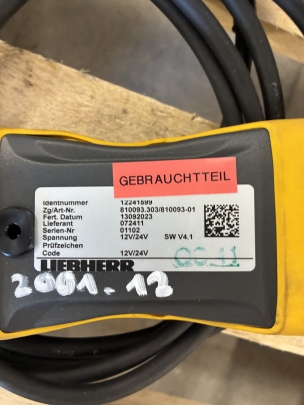 GEBRAUCHTTEIL
Identnummer 12241599
Zg/Art-Nr. 810093.303/810093-01
Fert. Datum 13092023
Lieferant 072411
Serien-Nr 01102
Spannung 12V/24V SW V4.1
Prüfzeichen
Code 12V/24V
LIEBHERR
2001.12